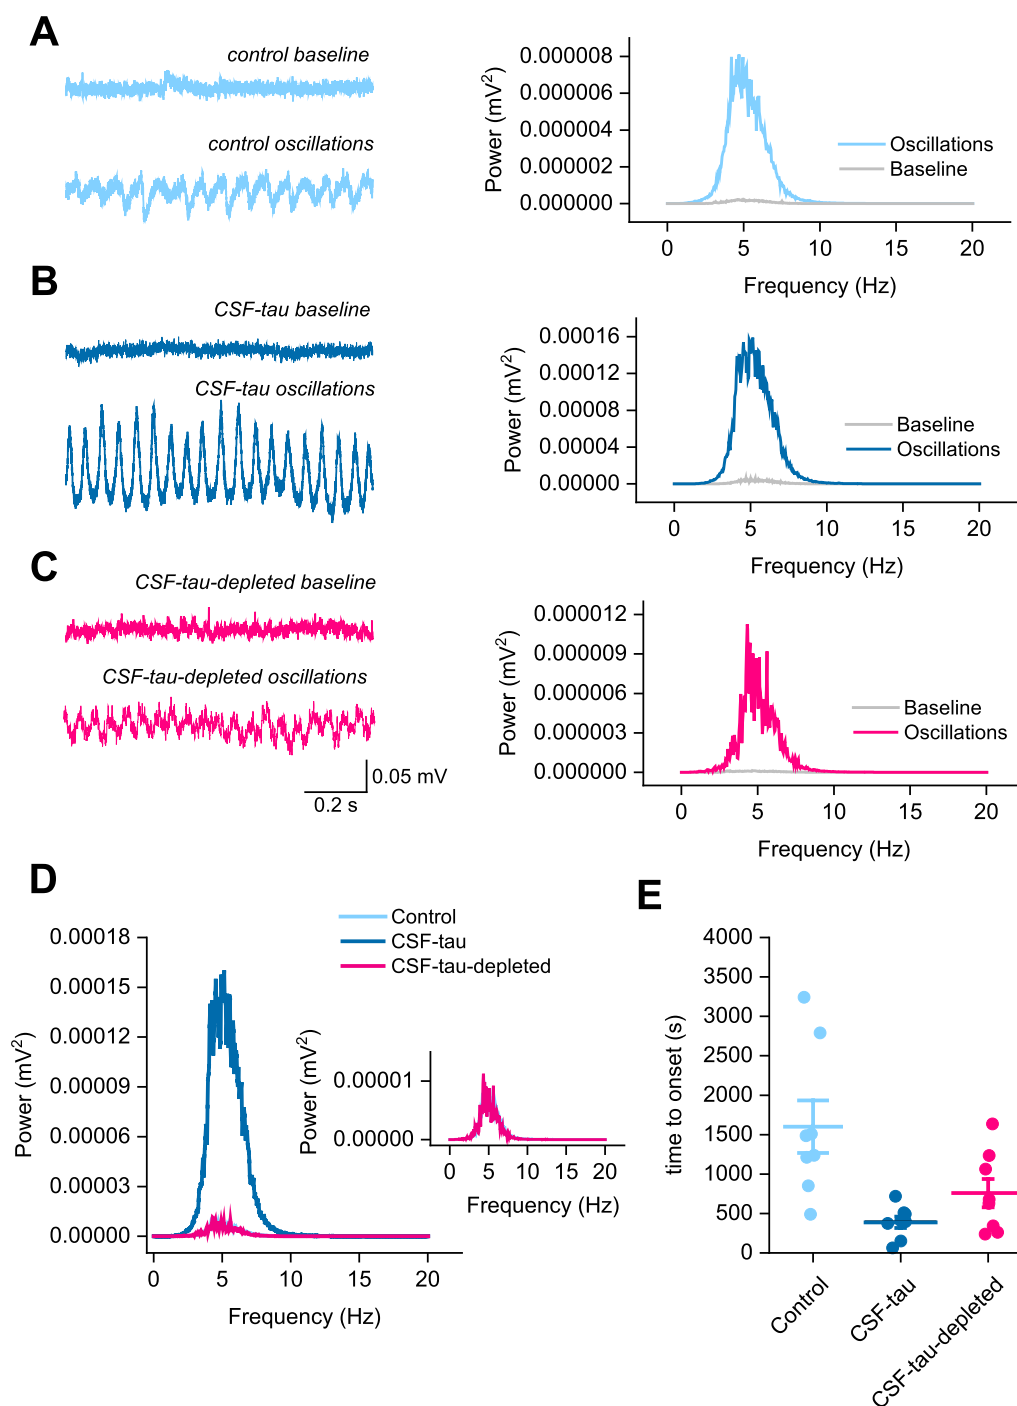 A
control baseline
control oscillations
0.000008
0.000006
0.000004
0.000002
0.000000
Power (mV²)
Oscillations
Baseline
0 5 10 15 20
Frequency (Hz)
B
CSF-tau baseline
CSF-tau oscillations
0.00016
0.00012
0.00008
0.00004
0.00000
Power (mV²)
Baseline
Oscillations
0 5 10 15 20
Frequency (Hz)
C
CSF-tau-depleted baseline
CSF-tau-depleted oscillations
0.05 mV
0.2 s
0.000012
0.000009
0.000006
0.000003
0.000000
Power (mV²)
Baseline
Oscillations
0 5 10 15 20
Frequency (Hz)
D
Control
CSF-tau
CSF-tau-depleted
0.00018
0.00015
0.00012
0.00009
0.00006
0.00003
0.00000
Power (mV²)
0 5 10 15 20
Frequency (Hz)
Power (mV²)
0.00001
0.00000
0 5 10 15 20
Frequency (Hz)
E
4000
3500
3000
2500
2000
1500
1000
500
0
time to onset (s)
Control
CSF-tau
CSF-tau-depleted